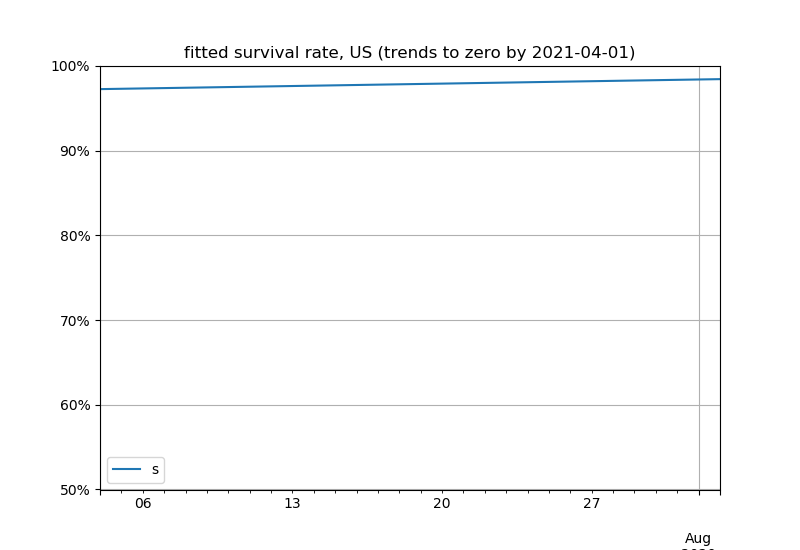 fitted survival rate, US (trends to zero by 2021-04-01)
100%
90%
80%
70%
60%
50%
s
06 13 20 27
Aug